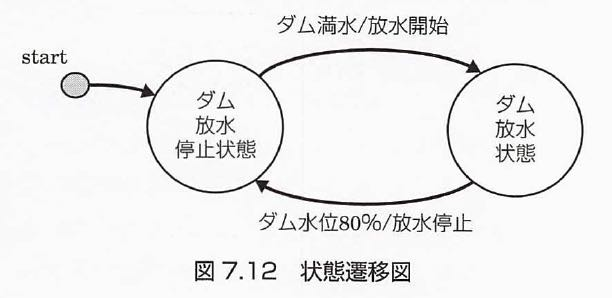 ダム満水/放水開始
start
ダム
放水
停止状態
ダム
放水
状態
ダム水位80%/放水停止
図 7.12 状態遷移図